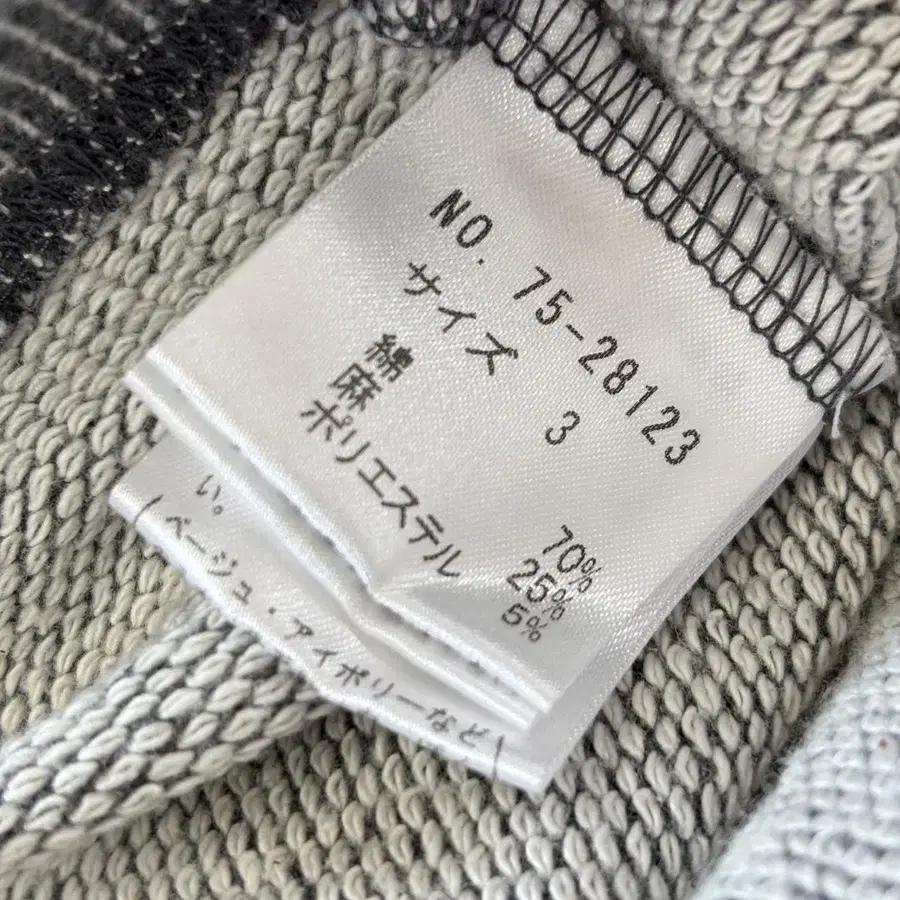 NO. 75-28123
サイズ 3
綿 70%
麻 25%
ポリエステル 5%
い。
(ベージュ・アイボリーなど)